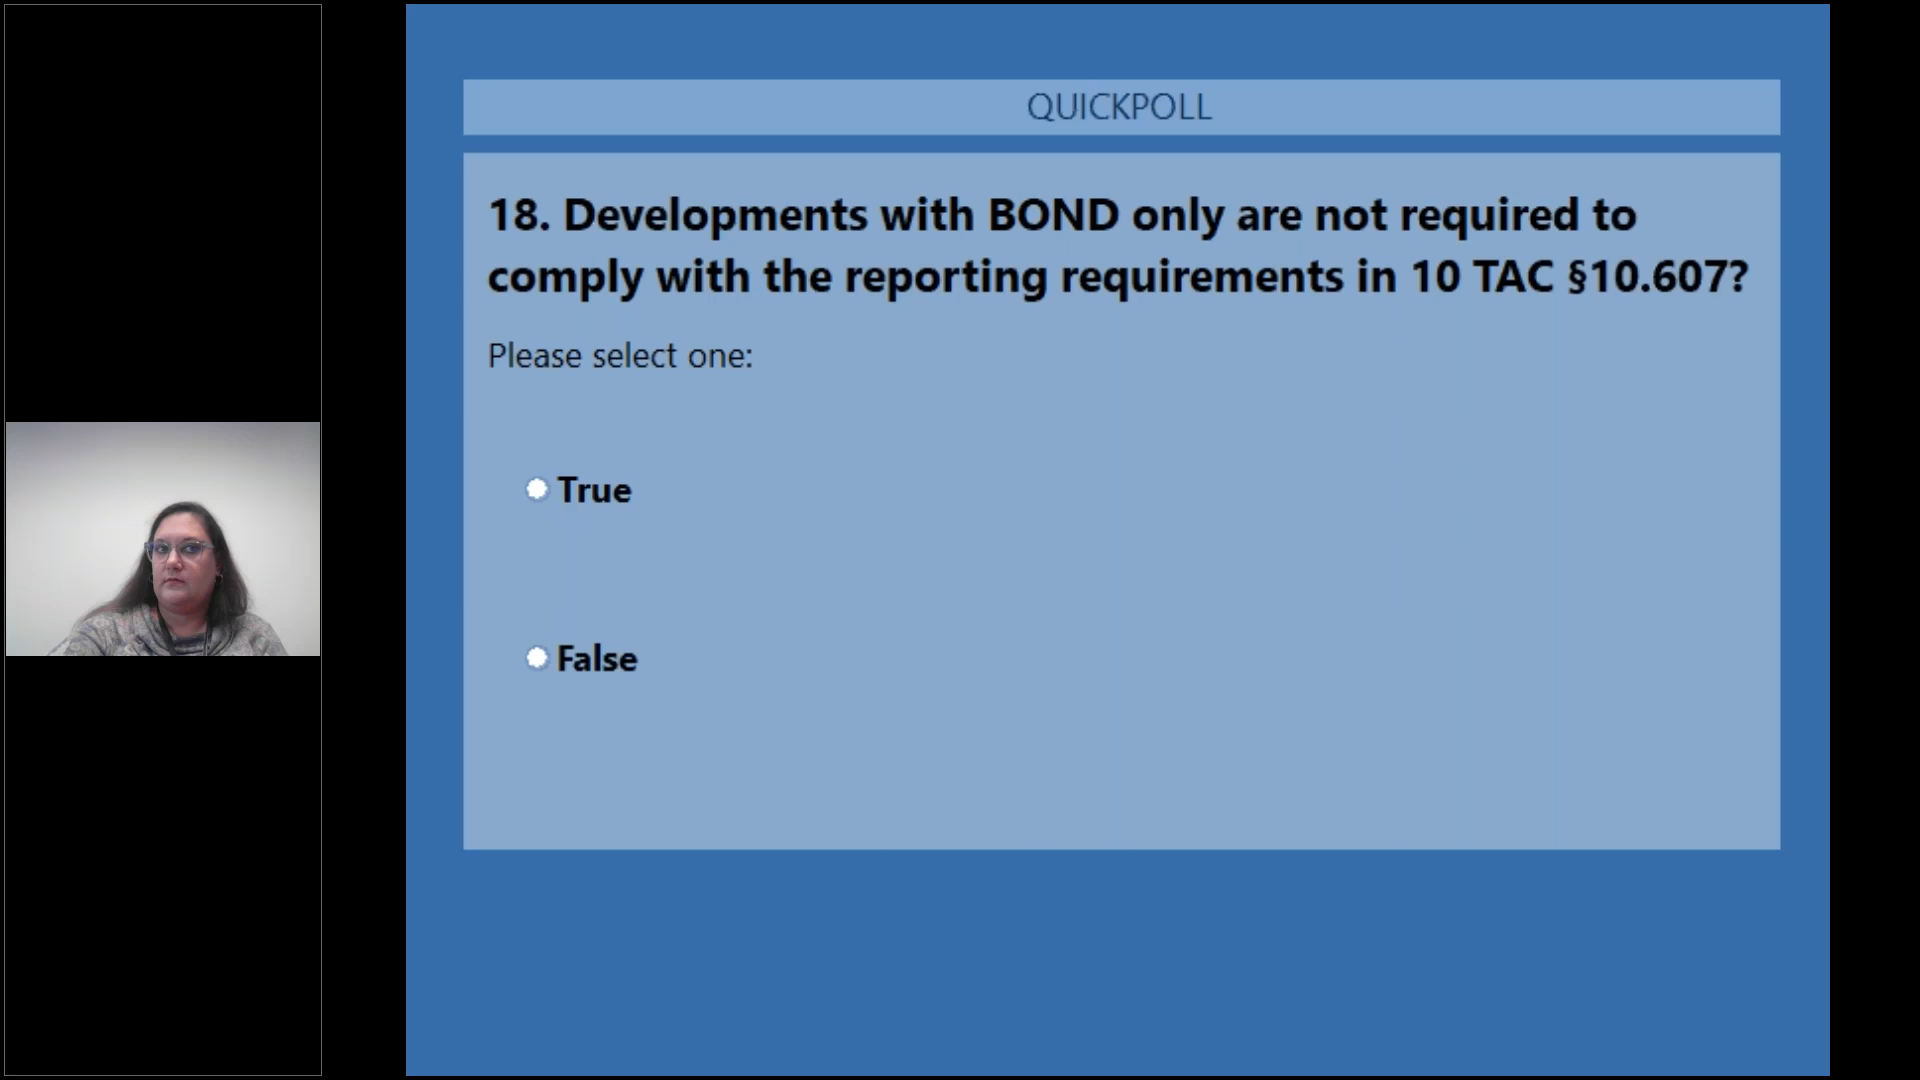 QUICKPOLL
18. Developments with BOND only are not required to
comply with the reporting requirements in 10 TAC §10.607?
Please select one:
True
False